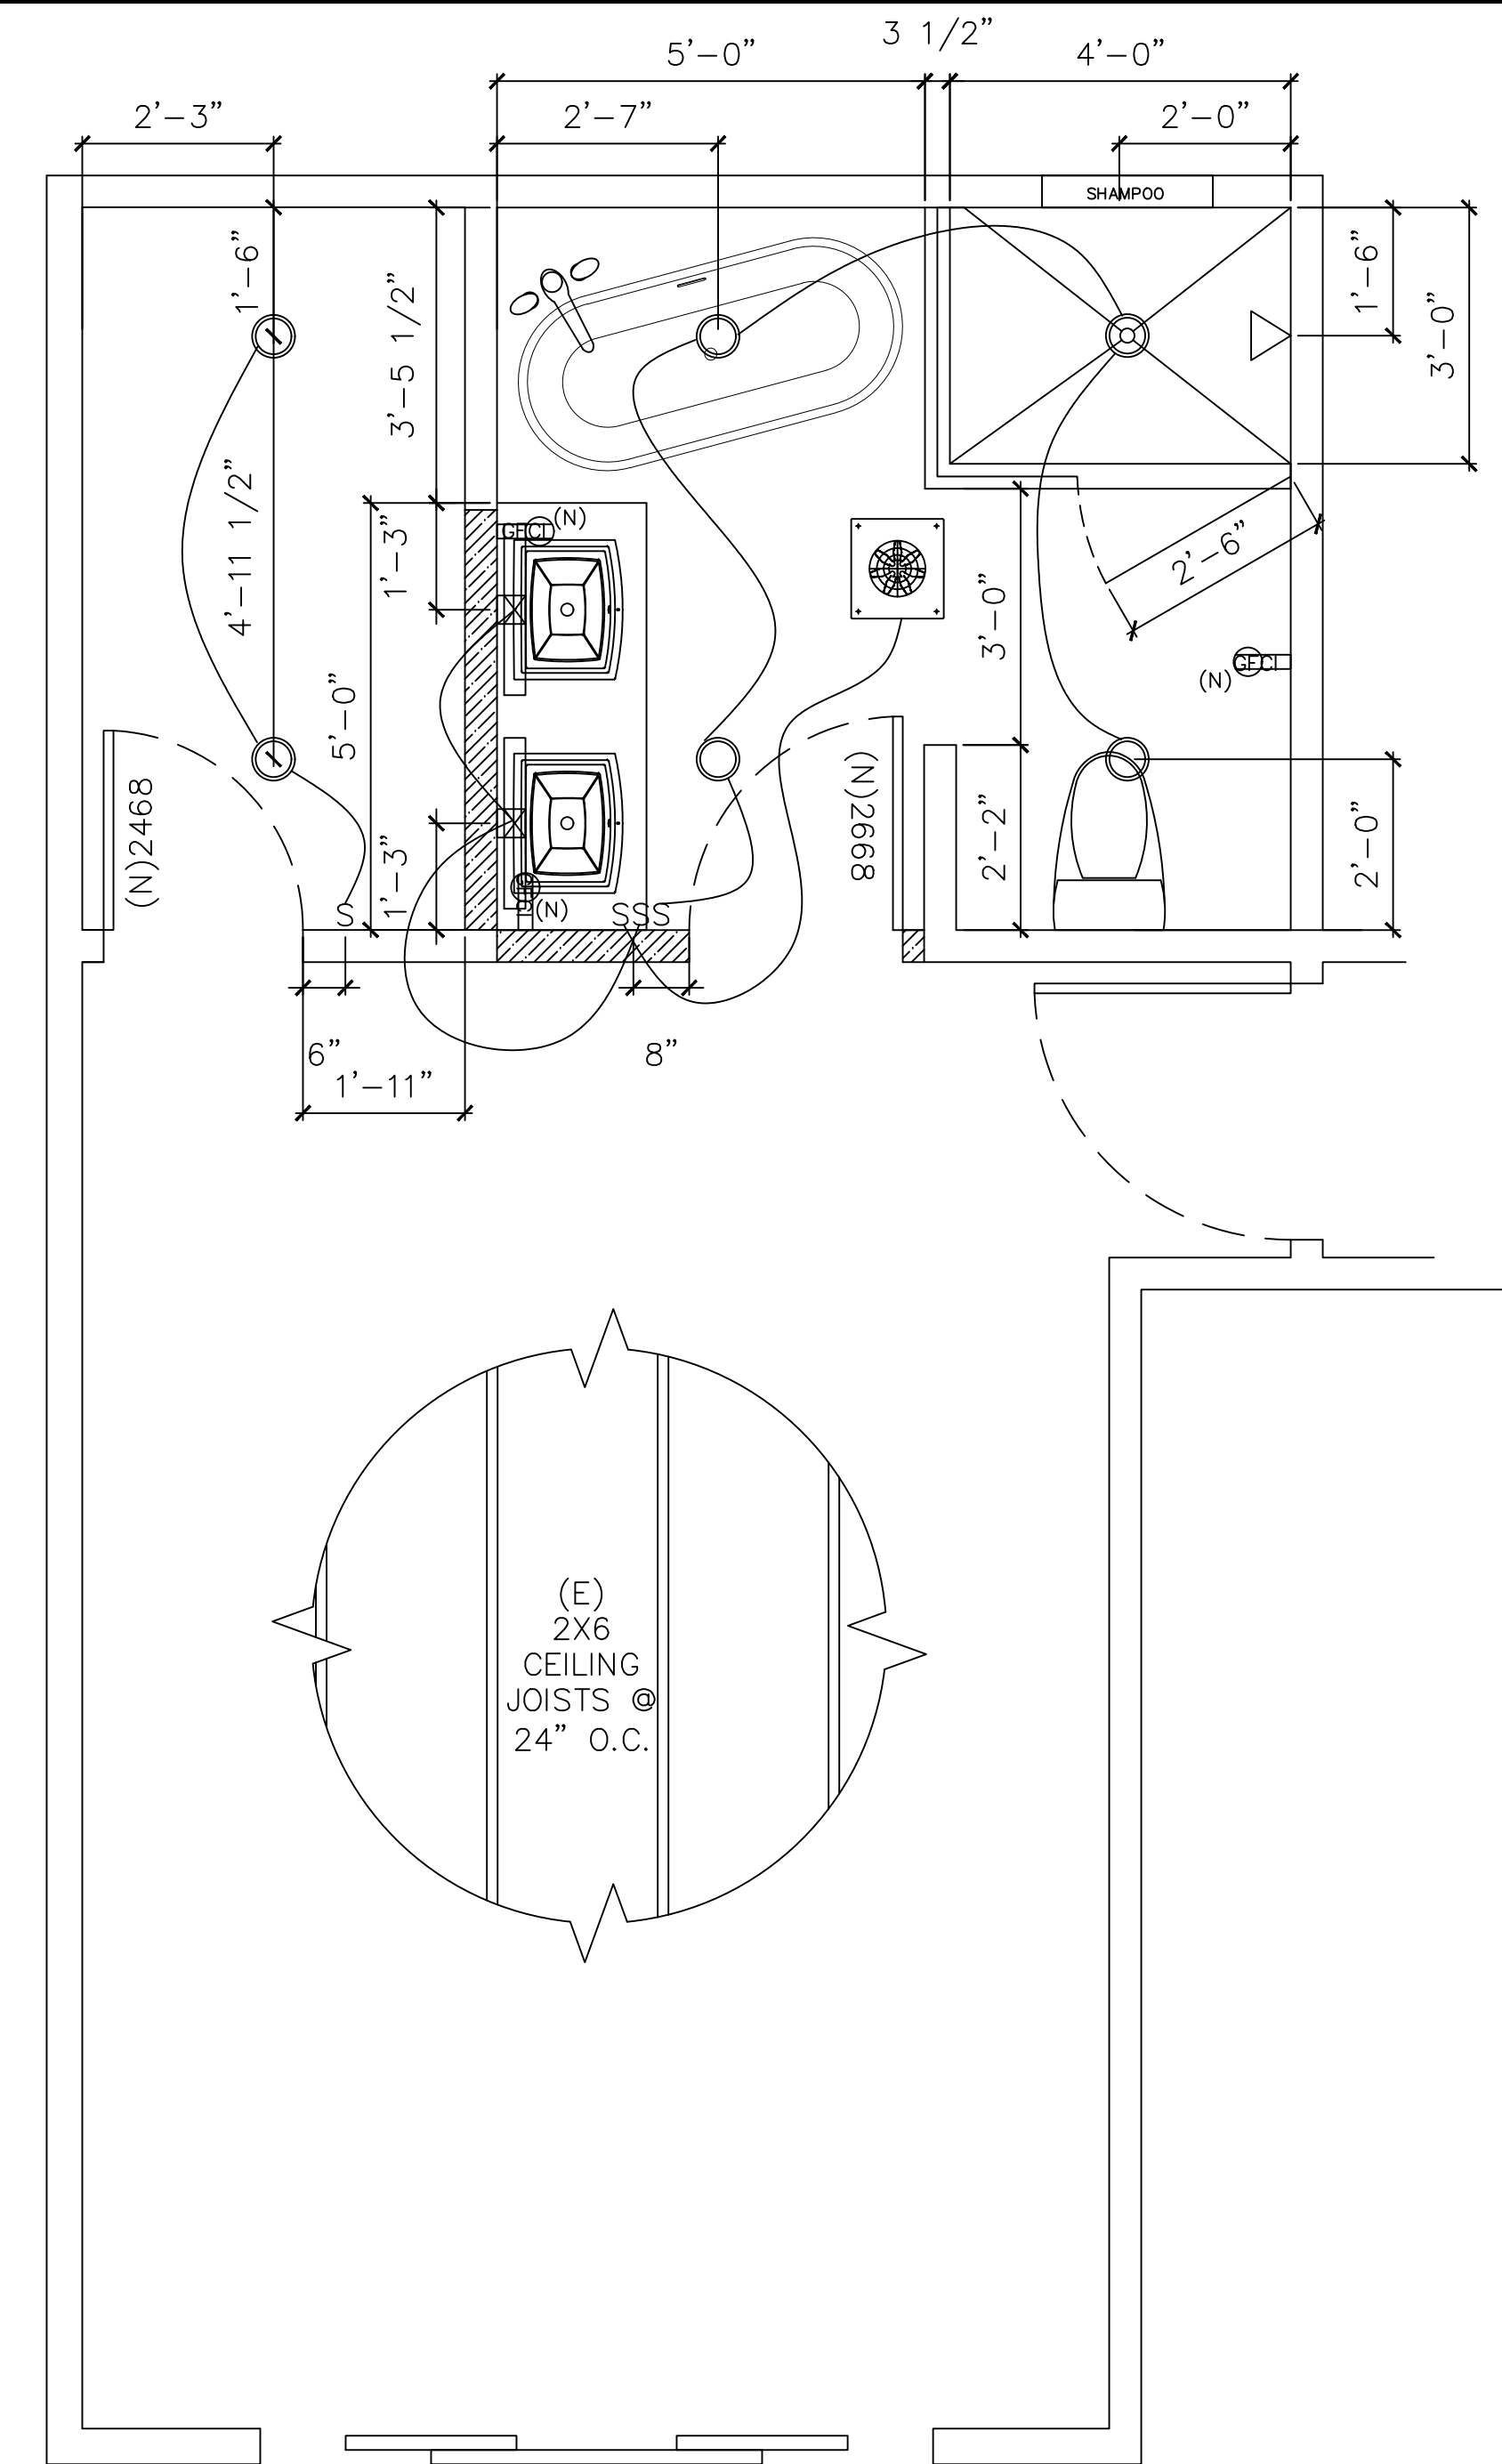 3 1/2”
5’-0”
4’-0”
2’-3”
2’-7”
2’-0”
SHAMPOO
1’-6”
3’-5 1/2”
1’-6”
3’-0”
4’-11 1/2”
GFCI
(N)
1’-3”
2’-6”
3’-0”
GFCI
(N)
5’-0”
(N)2468
(N)2668
1’-3”
2’-2”
2’-0”
(N)
S
SSS
6”
8”
1’-11”
(E)
2X6
CEILING
JOISTS @
24” O.C.